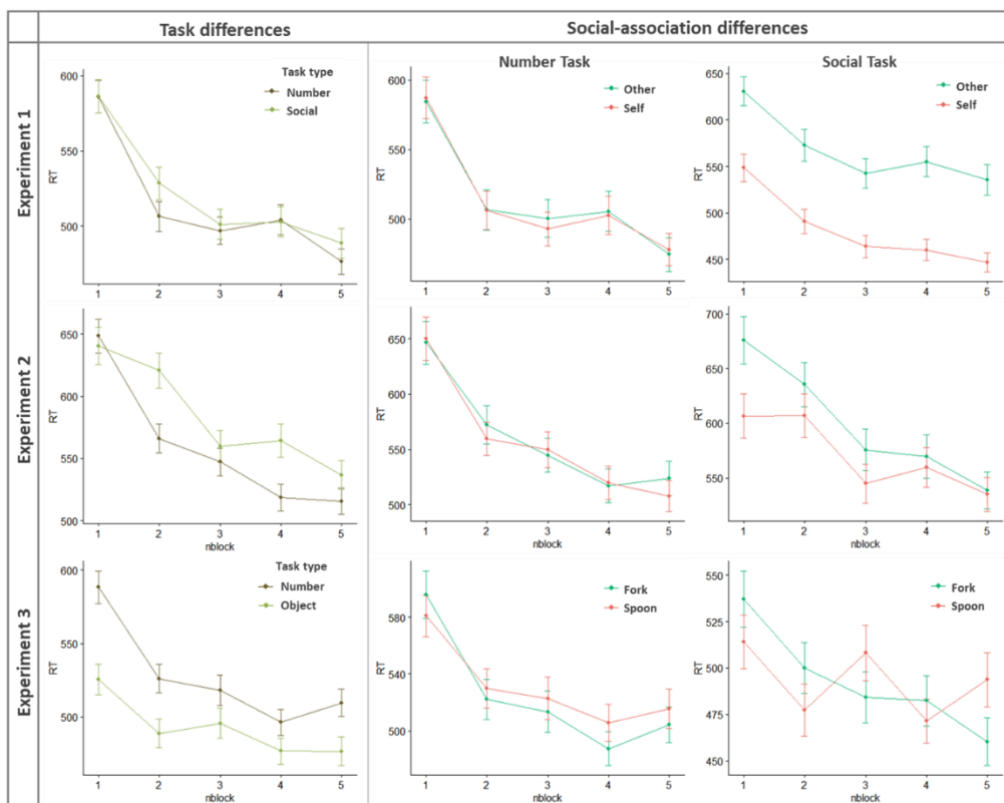 Task differences
Social-association differences
Experiment 1
Task type
Number
Social
600
550
500
RT
1 2 3 4 5
Number Task
Other
Self
600
550
500
RT
1 2 3 4 5
Social Task
Other
Self
650
600
550
500
450
RT
1 2 3 4 5
Experiment 2
650
600
550
500
RT
1 2 3 4 5
nblock
650
600
550
500
RT
1 2 3 4 5
nblock
700
650
600
550
RT
1 2 3 4 5
nblock
Experiment 3
Task type
Number
Object
600
550
500
RT
1 2 3 4 5
nblock
Fork
Spoon
580
540
500
RT
1 2 3 4 5
nblock
Fork
Spoon
550
525
500
475
450
RT
1 2 3 4 5
nblock